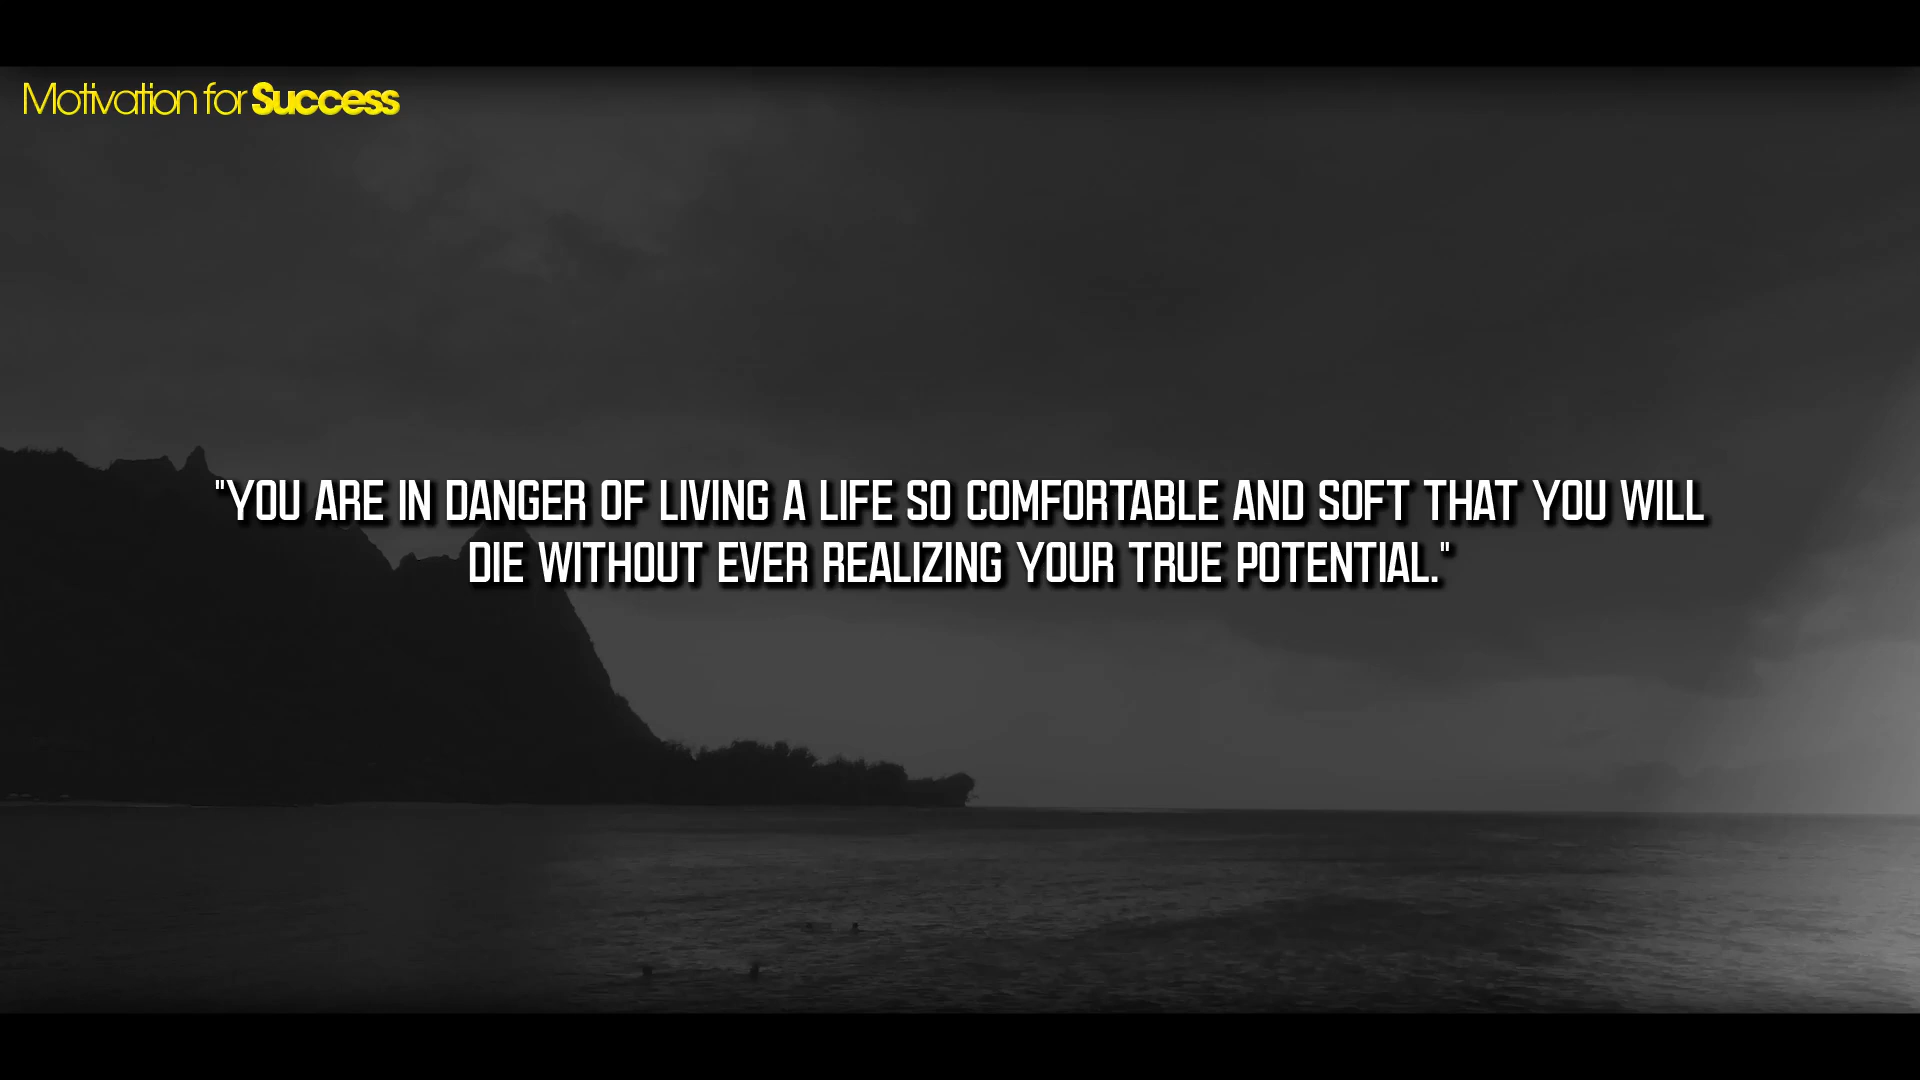 Motivation for Success
"YOU ARE IN DANGER OF LIVING A LIFE SO COMFORTABLE AND SOFT THAT YOU WILL
DIE WITHOUT EVER REALIZING YOUR TRUE POTENTIAL."